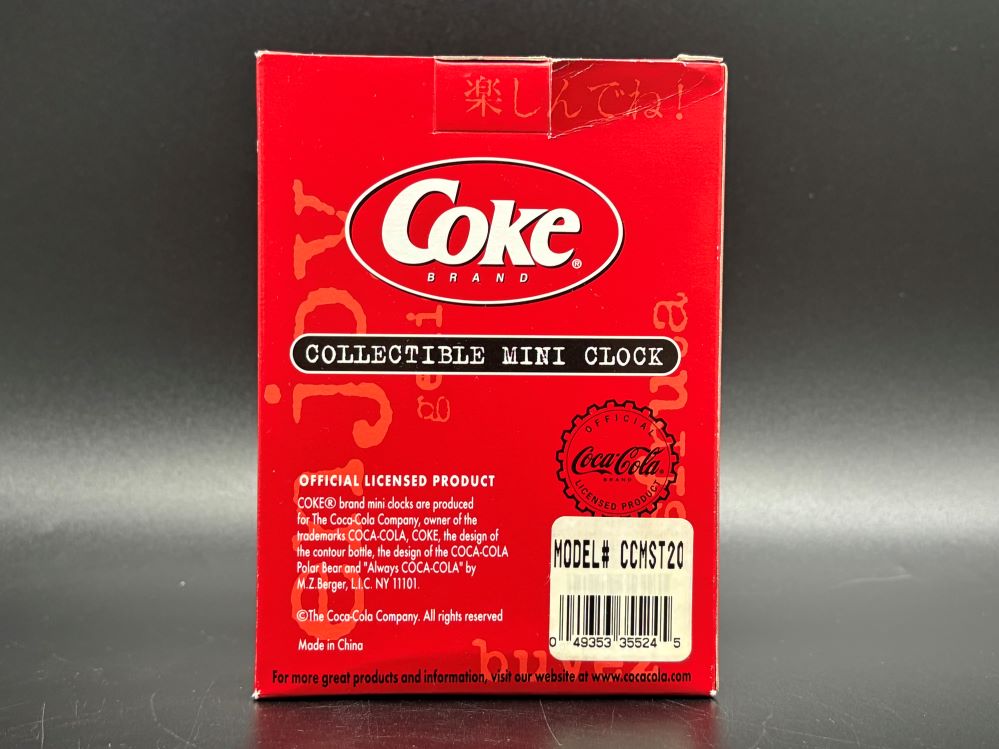 楽しんでね!
Coke®
BRAND
enjoy
COLLECTIBLE MINI CLOCK
OFFICIAL
Coca-Cola®
BRAND
LICENSED PRODUCT
OFFICIAL LICENSED PRODUCT
COKE® brand mini clocks are produced
for The Coca-Cola Company, owner of the
trademarks COCA-COLA, COKE, the design of
the contour bottle, the design of the COCA-COLA
Polar Bear and "Always COCA-COLA" by
M.Z.Berger, L.I.C. NY 11101.
©The Coca-Cola Company. All rights reserved
Made in China
MODEL# CCMST20
0 49353 35524 5
buvez
For more great products and information, visit our website at www.cocacola.com